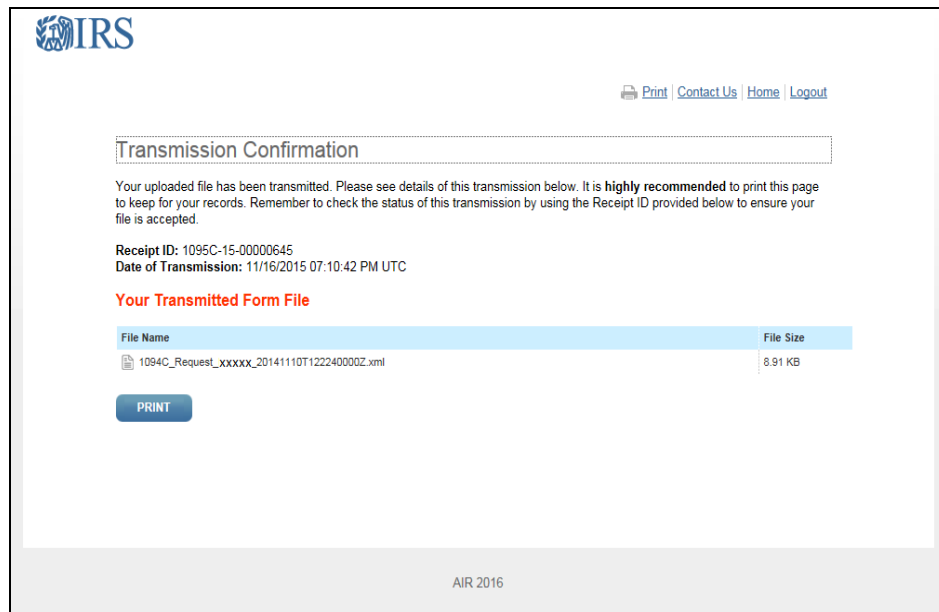 IRS
Print | Contact Us | Home | Logout
Transmission Confirmation
Your uploaded file has been transmitted. Please see details of this transmission below. It is highly recommended to print this page
to keep for your records. Remember to check the status of this transmission by using the Receipt ID provided below to ensure your
file is accepted.
Receipt ID: 1095C-15-00000645
Date of Transmission: 11/16/2015 07:10:42 PM UTC
Your Transmitted Form File
File Name File Size
1094C_Request_xxxxx_20141110T122240000Z.xml 8.91 KB
PRINT
AIR 2016